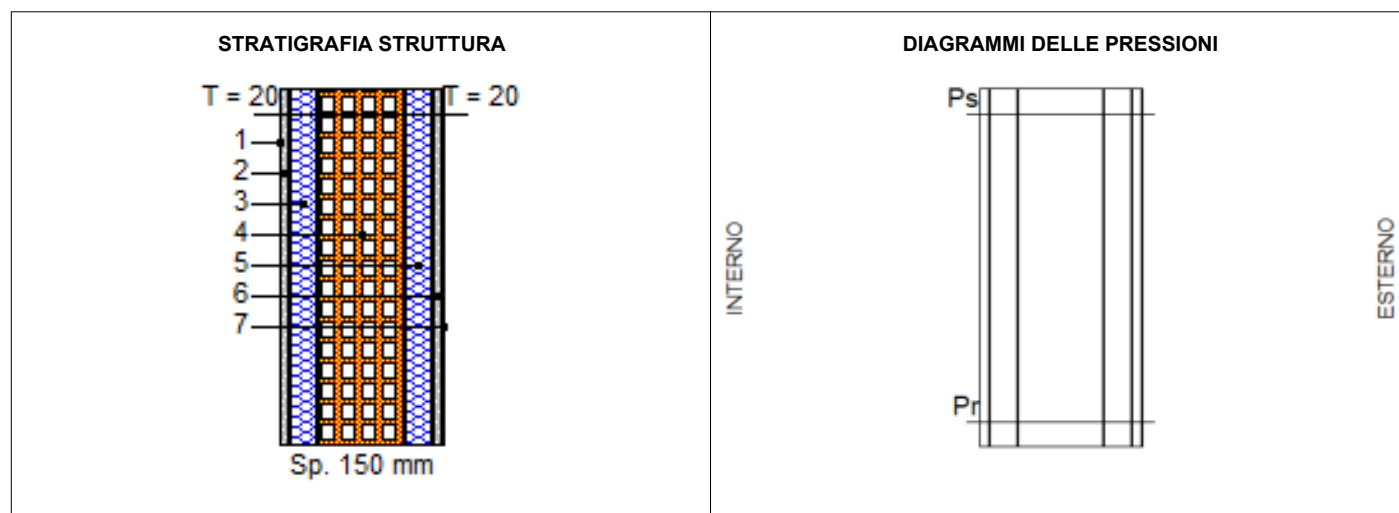 STRATIGRAFIA STRUTTURA
T = 20
T = 20
1
2
3
4
5
6
7
Sp. 150 mm
DIAGRAMMI DELLE PRESSIONI
Ps
Pr
INTERNO
ESTERNO